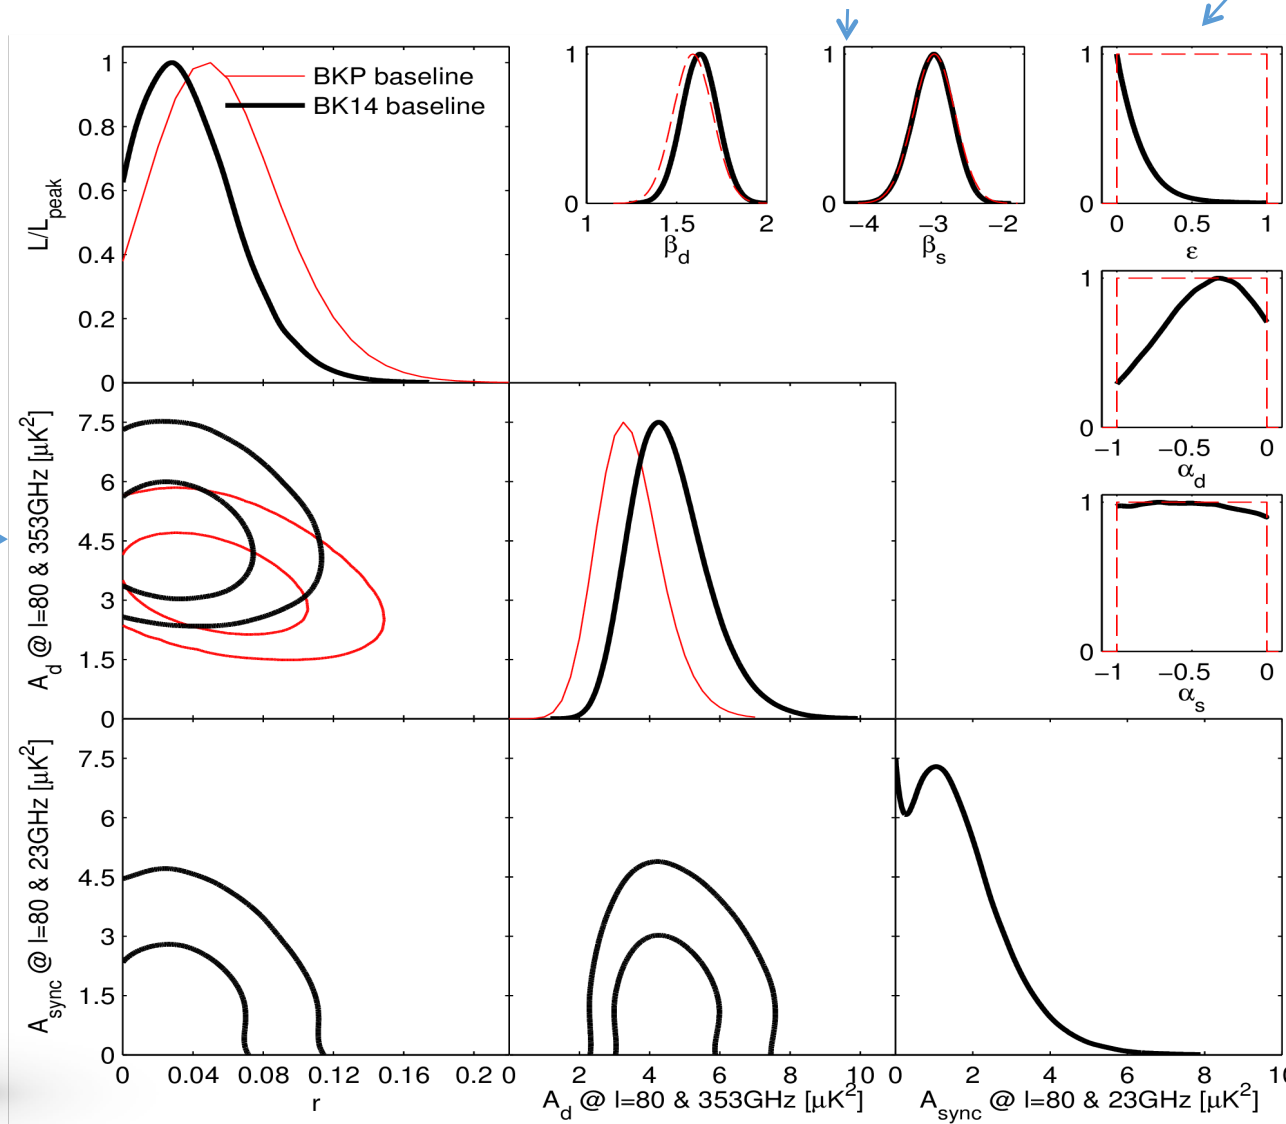 BKP baseline
BK14 baseline
L/L_peak
1
0.8
0.6
0.4
0.2
0
1
0
1 1.5 2
β_d
1
0
−4 −3 −2
β_s
1
0
0 0.5 1
ε
1
0
−1 −0.5 0
α_d
1
0
−1 −0.5 0
α_s
A_d @ l=80 & 353GHz [μK²]
7.5
6
4.5
3
1.5
0
A_sync @ l=80 & 23GHz [μK²]
7.5
6
4.5
3
1.5
0
0 0.04 0.08 0.12 0.16 0.2
r
0 2 4 6 8 10
A_d @ l=80 & 353GHz [μK²]
0 2 4 6 8 10
A_sync @ l=80 & 23GHz [μK²]